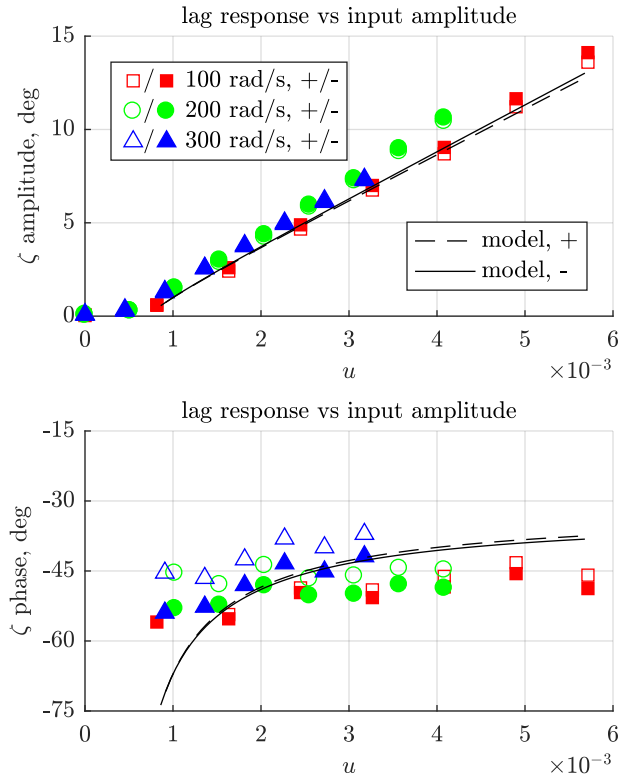 lag response vs input amplitude
15
10
5
0
ζ amplitude, deg
100 rad/s, +/-
200 rad/s, +/-
300 rad/s, +/-
model, +
model, -
0 1 2 3 4 5 6
u
×10⁻³
lag response vs input amplitude
-15
-30
-45
-60
-75
ζ phase, deg
0 1 2 3 4 5 6
u
×10⁻³